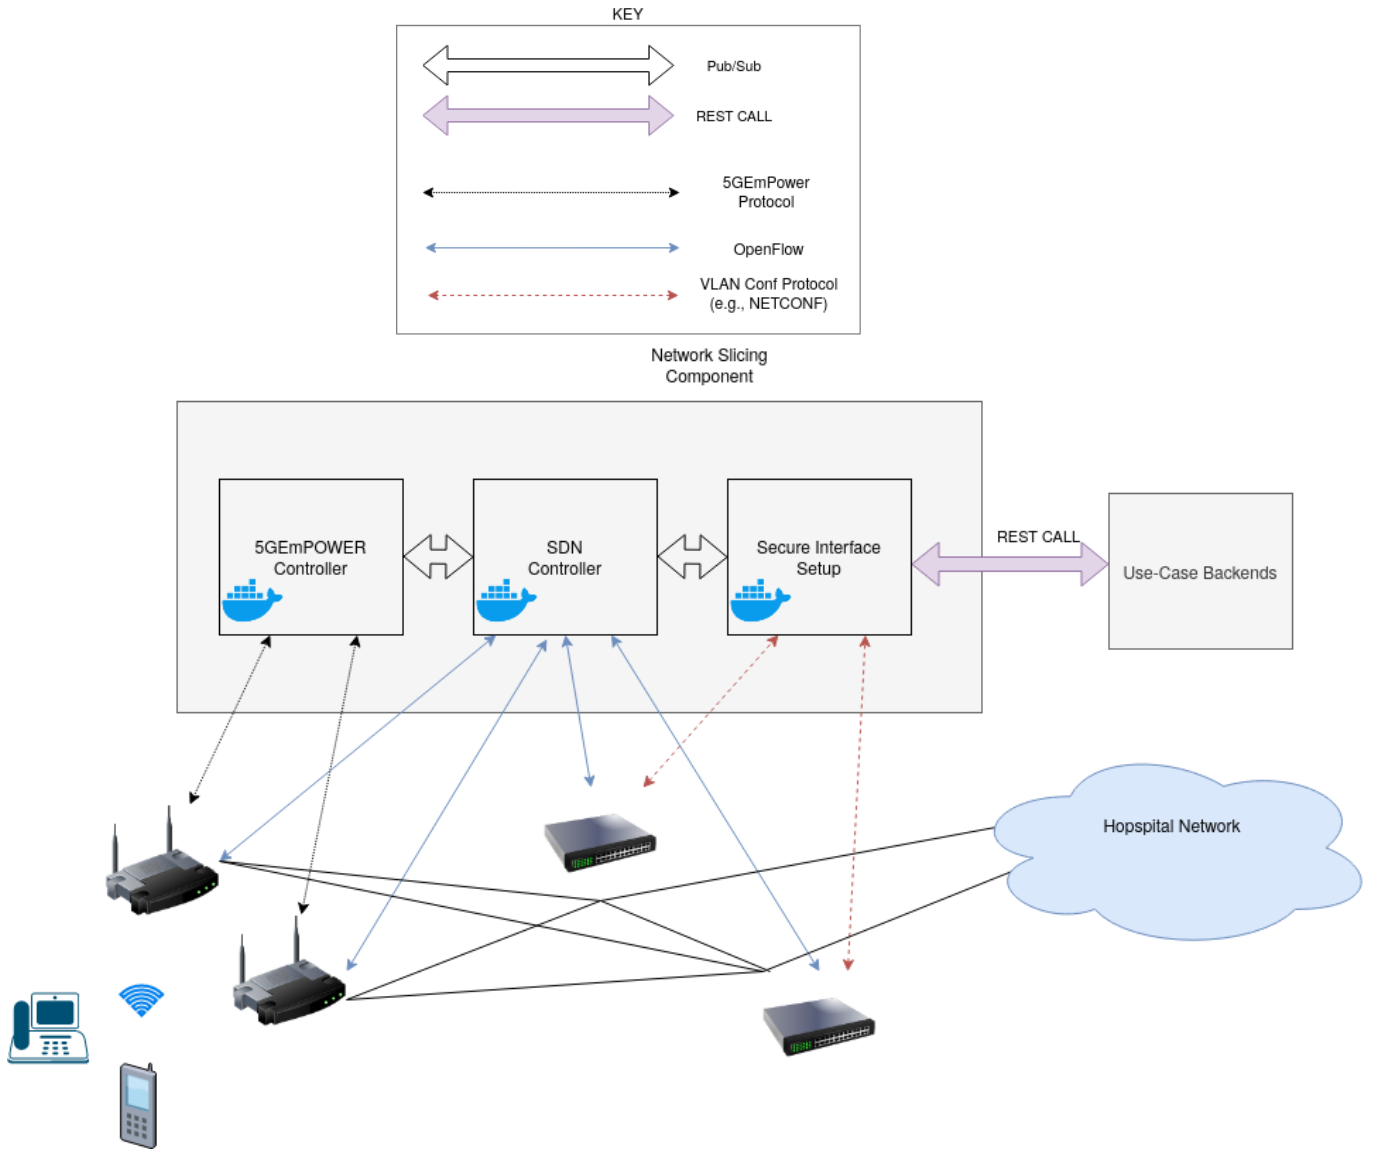 KEY
Pub/Sub
REST CALL
5GEmPower
Protocol
OpenFlow
VLAN Conf Protocol
(e.g., NETCONF)
Network Slicing
Component
5GEmPOWER
Controller
SDN
Controller
Secure Interface
Setup
REST CALL
Use-Case Backends
Hopspital Network